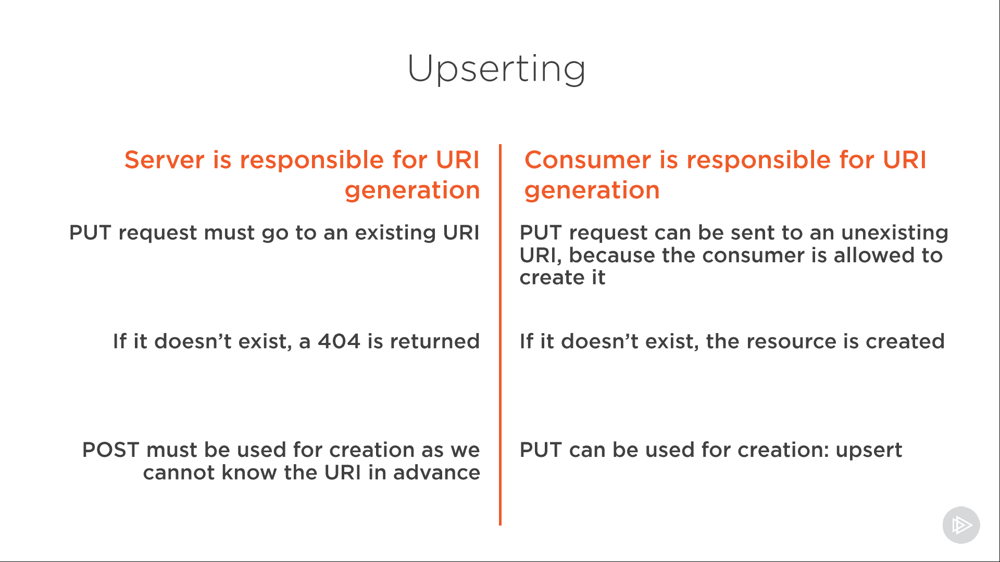 Upserting
Server is responsible for URI
generation
PUT request must go to an existing URI
If it doesn't exist, a 404 is returned
POST must be used for creation as we
cannot know the URI in advance
Consumer is responsible for URI
generation
PUT request can be sent to an unexisting
URI, because the consumer is allowed to
create it
If it doesn't exist, the resource is created
PUT can be used for creation: upsert